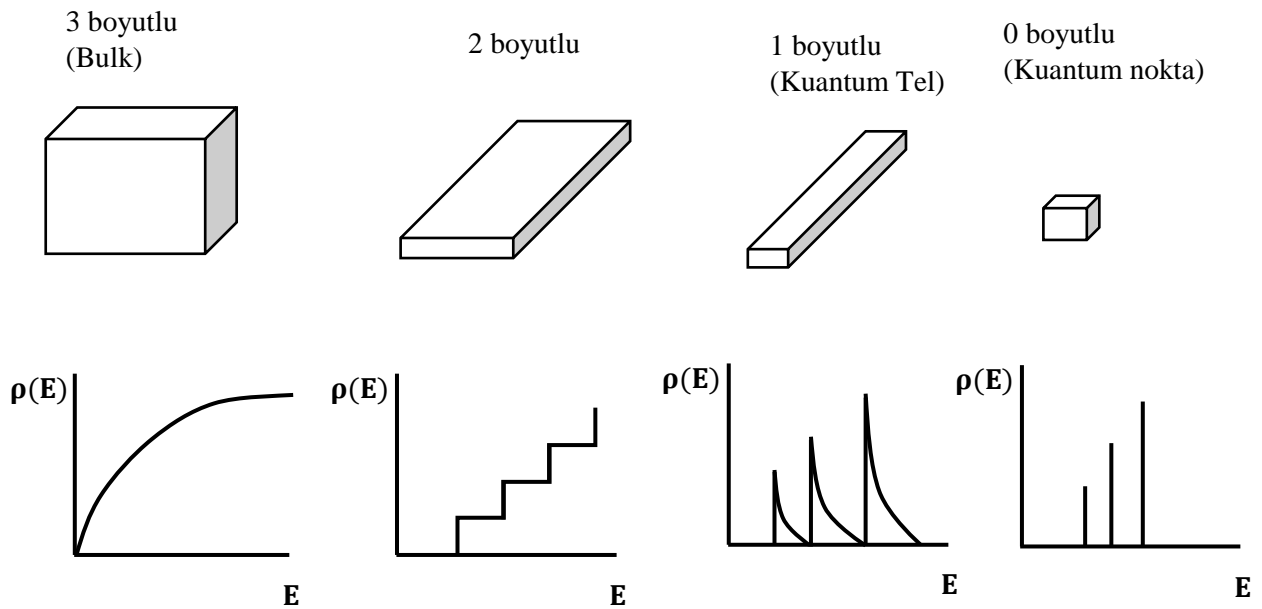 3 boyutlu
(Bulk)
2 boyutlu
1 boyutlu
(Kuantum Tel)
0 boyutlu
(Kuantum nokta)
ρ(E)
E
ρ(E)
E
ρ(E)
E
ρ(E)
E